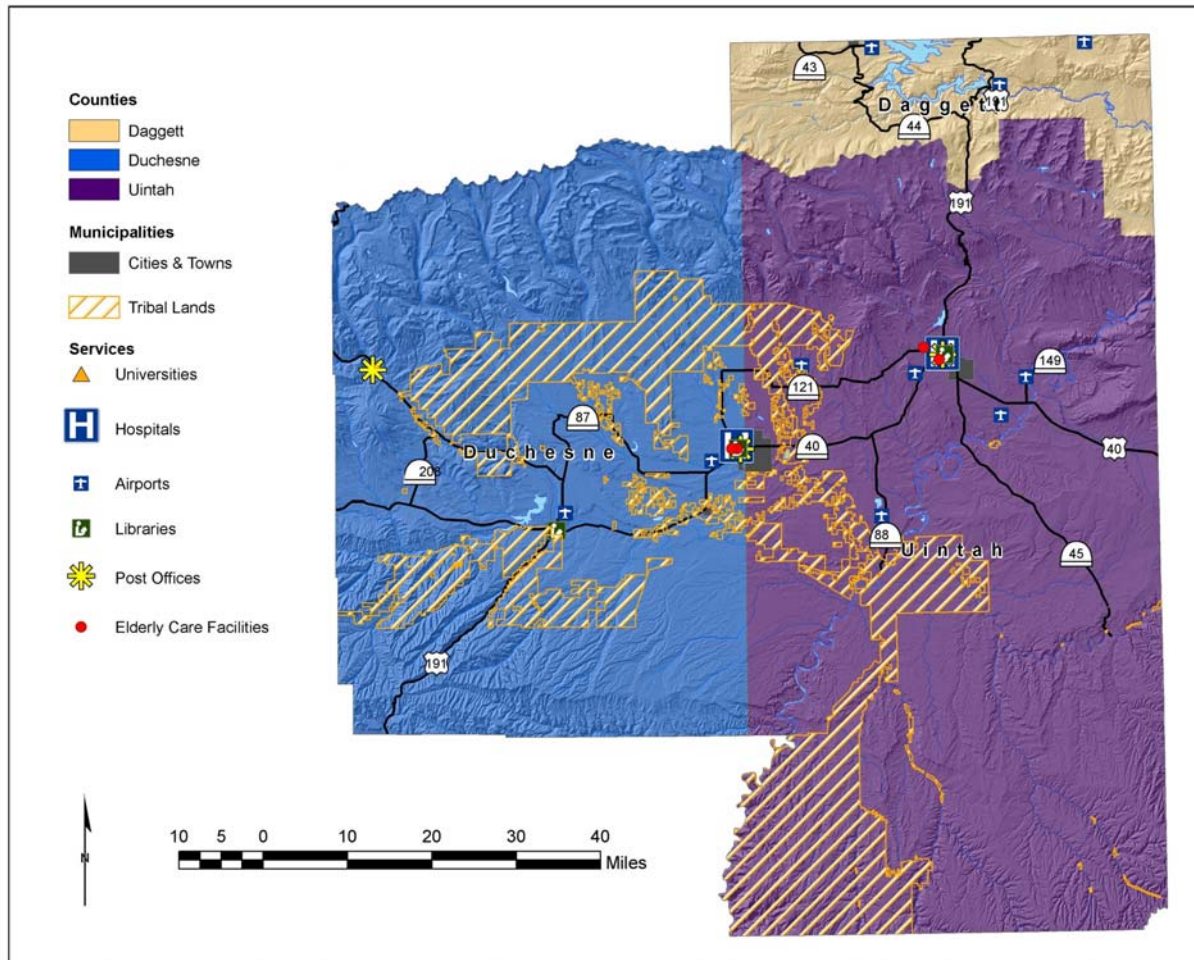 Counties
Daggett
Duchesne
Uintah
Municipalities
Cities & Towns
Tribal Lands
Services
Universities
H
Hospitals
Airports
Libraries
Post Offices
Elderly Care Facilities
43
Daggett
191
44
191
149
121
87
Duchesne
40
40
208
88
Uintah
45
191
10 5 0 10 20 30 40
Miles
N